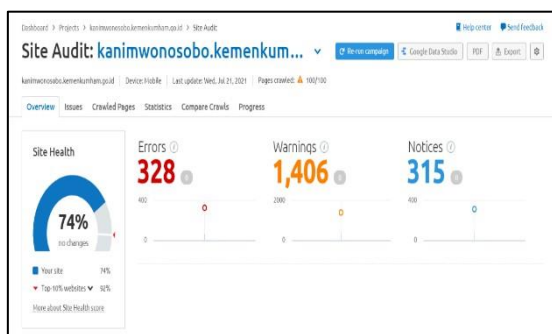 Dashboard > Projects > kanimwonosobo.kemenkumham.go.id > Site Audit
Help center Send feedback
Site Audit: kanimwonosobo.kemenkum...
Re-run campaign Google Data Studio PDF Export
kanimwonosobo.kemenkumham.go.id Device: Mobile Last update: Wed, Jul 21, 2021 Pages crawled: 100/100
Overview Issues Crawled Pages Statistics Compare Crawls Progress
Site Health
74%
no changes
Your site 74%
Top-10% websites 92%
More about Site Health score
Errors
328
400
0
Warnings
1,406
2000
0
Notices
315
400
0